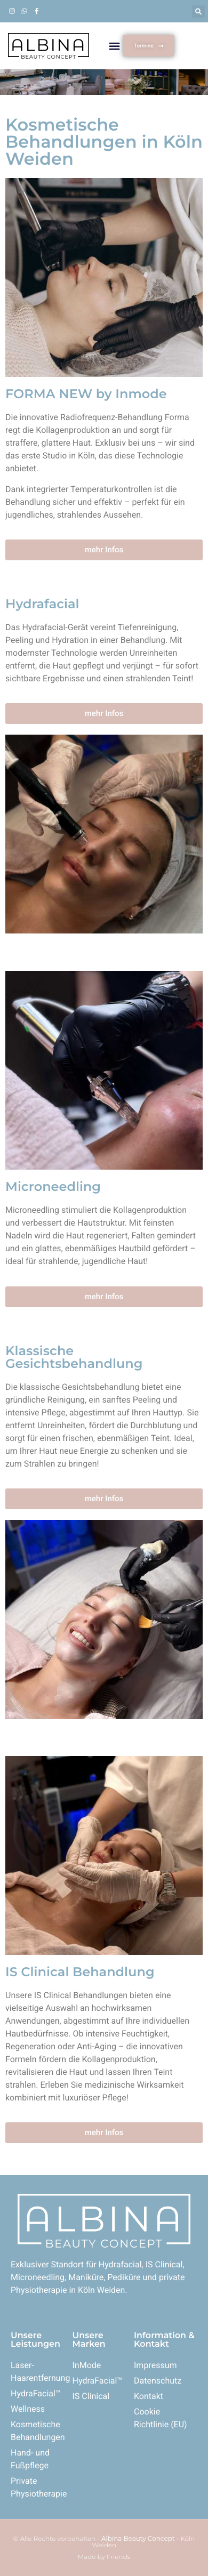 ALBINA
BEAUTY CONCEPT
Termine →
Kosmetische
Behandlungen in Köln
Weiden
FORMA NEW by Inmode
Die innovative Radiofrequenz-Behandlung Forma
regt die Kollagenproduktion an und sorgt für
straffere, glattere Haut. Exklusiv bei uns – wir sind
das erste Studio in Köln, das diese Technologie
anbietet.
Dank integrierter Temperaturkontrollen ist die
Behandlung sicher und effektiv – perfekt für ein
jugendliches, strahlendes Aussehen.
mehr Infos
Hydrafacial
Das Hydrafacial-Gerät vereint Tiefenreinigung,
Peeling und Hydration in einer Behandlung. Mit
modernster Technologie werden Unreinheiten
entfernt, die Haut gepflegt und verjüngt – für sofort
sichtbare Ergebnisse und einen strahlenden Teint!
mehr Infos
Microneedling
Microneedling stimuliert die Kollagenproduktion
und verbessert die Hautstruktur. Mit feinsten
Nadeln wird die Haut regeneriert, Falten gemindert
und ein glattes, ebenmäßiges Hautbild gefördert –
ideal für strahlende, jugendliche Haut!
mehr Infos
Klassische
Gesichtsbehandlung
Die klassische Gesichtsbehandlung bietet eine
gründliche Reinigung, ein sanftes Peeling und
intensive Pflege, abgestimmt auf Ihren Hauttyp. Sie
entfernt Unreinheiten, fördert die Durchblutung und
sorgt für einen frischen, ebenmäßigen Teint. Ideal,
um Ihrer Haut neue Energie zu schenken und sie
zum Strahlen zu bringen!
mehr Infos
IS Clinical Behandlung
Unsere IS Clinical Behandlungen bieten eine
vielseitige Auswahl an hochwirksamen
Anwendungen, abgestimmt auf Ihre individuellen
Hautbedürfnisse. Ob intensive Feuchtigkeit,
Regeneration oder Anti-Aging – die innovativen
Formeln fördern die Kollagenproduktion,
revitalisieren die Haut und lassen Ihren Teint
strahlen. Erleben Sie medizinische Wirksamkeit
kombiniert mit luxuriöser Pflege!
mehr Infos
ALBINA
BEAUTY CONCEPT
Exklusiver Standort für Hydrafacial, IS Clinical,
Microneedling, Maniküre, Pediküre und private
Physiotherapie in Köln Weiden.
Unsere
Leistungen
Laser-
Haarentfernung
HydraFacial™
Wellness
Kosmetische
Behandlungen
Hand- und
Fußpflege
Private
Physiotherapie
Unsere
Marken
InMode
HydraFacial™
IS Clinical
Information &
Kontakt
Impressum
Datenschutz
Kontakt
Cookie
Richtlinie (EU)
© Alle Rechte vorbehalten - Albina Beauty Concept - Köln
Weiden
Made by Friends